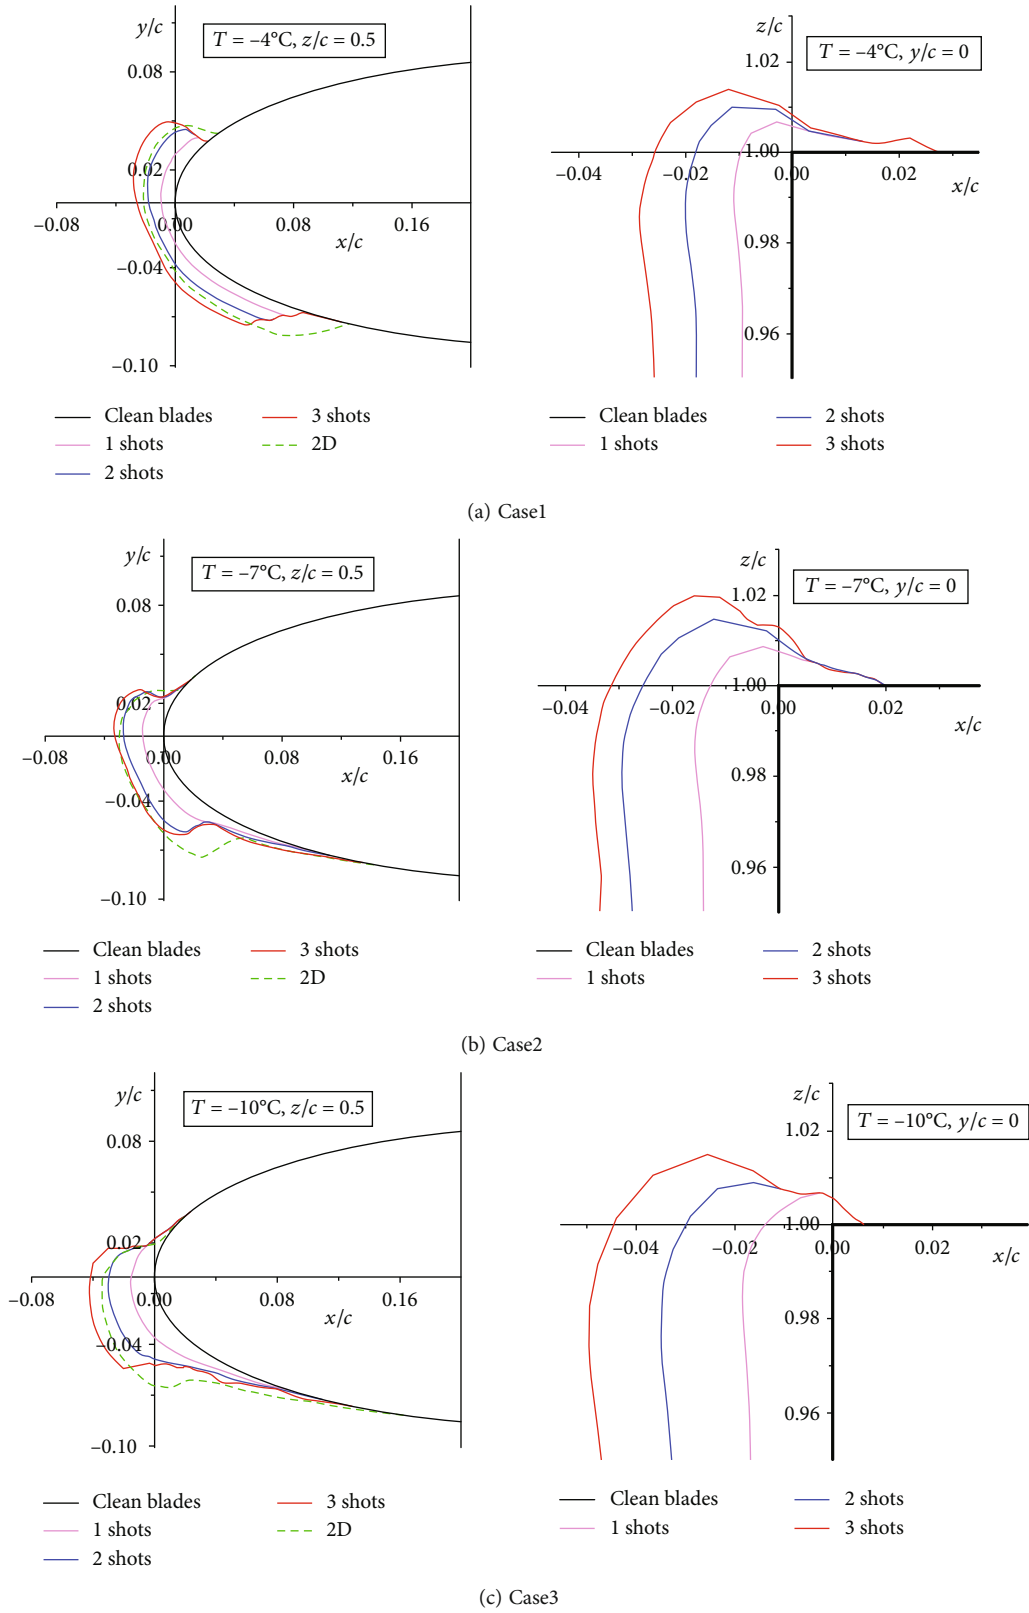 y/c
T = –4°C, z/c = 0.5
0.08
0.02
–0.08
0.00
0.08
0.16
x/c
–0.04
–0.10
Clean blades
1 shots
2 shots
3 shots
2D
z/c
T = –4°C, y/c = 0
1.02
1.00
–0.04
–0.02
0.00
0.02
x/c
0.98
0.96
Clean blades
1 shots
2 shots
3 shots
(a) Case1
y/c
T = –7°C, z/c = 0.5
0.08
0.02
–0.08
0.00
0.08
0.16
x/c
–0.04
–0.10
Clean blades
1 shots
2 shots
3 shots
2D
z/c
T = –7°C, y/c = 0
1.02
1.00
–0.04
–0.02
0.00
0.02
x/c
0.98
0.96
Clean blades
1 shots
2 shots
3 shots
(b) Case2
y/c
T = –10°C, z/c = 0.5
0.08
0.02
–0.08
0.00
0.08
0.16
x/c
–0.04
–0.10
Clean blades
1 shots
2 shots
3 shots
2D
z/c
T = –10°C, y/c = 0
1.02
1.00
–0.04
–0.02
0.00
0.02
x/c
0.98
0.96
Clean blades
1 shots
2 shots
3 shots
(c) Case3